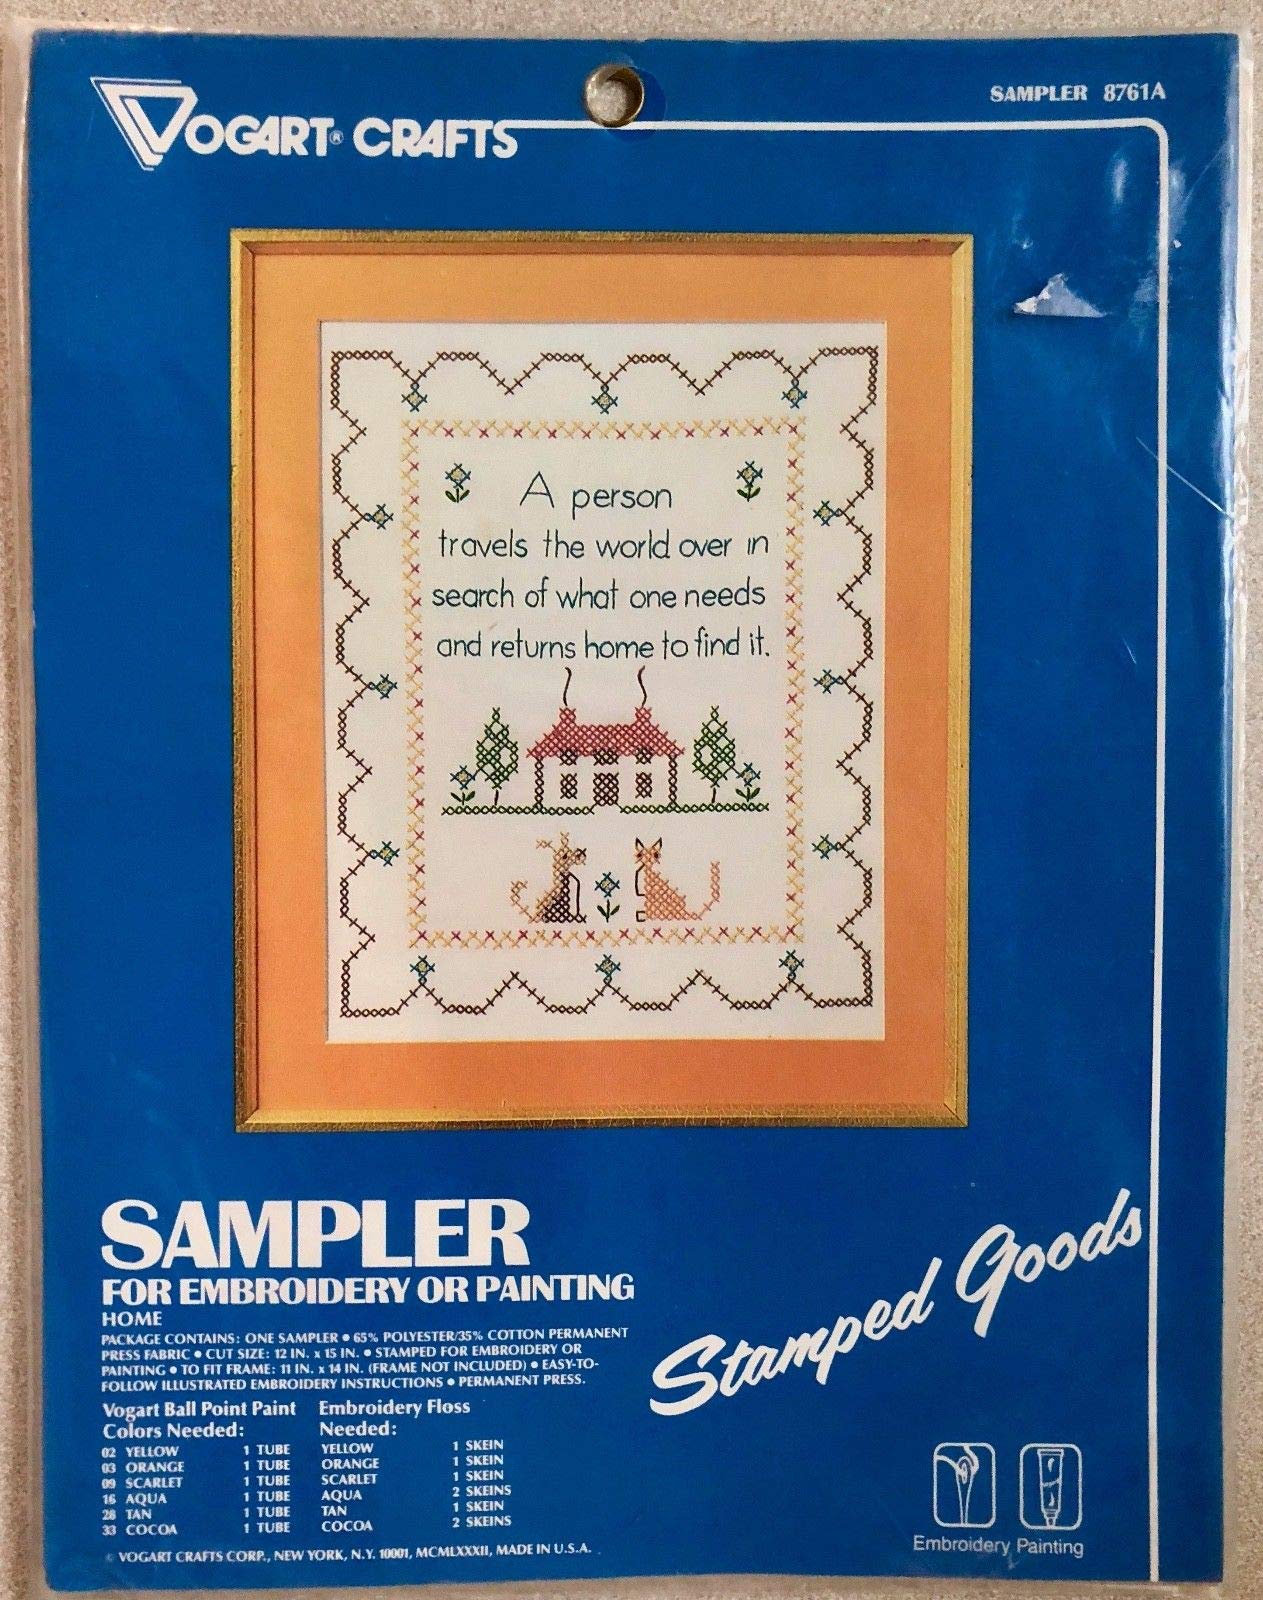 VOGART® CRAFTS
SAMPLER 8761A
A person
travels the world over in
search of what one needs
and returns home to find it.
SAMPLER
FOR EMBROIDERY OR PAINTING
HOME
PACKAGE CONTAINS: ONE SAMPLER • 65% POLYESTER/35% COTTON PERMANENT
PRESS FABRIC • CUT SIZE: 12 IN. x 15 IN. • STAMPED FOR EMBROIDERY OR
PAINTING • TO FIT FRAME: 11 IN. x 14 IN. (FRAME NOT INCLUDED) • EASY-TO-
FOLLOW ILLUSTRATED EMBROIDERY INSTRUCTIONS • PERMANENT PRESS.
Vogart Ball Point Paint Embroidery Floss
Colors Needed: Needed:
02 YELLOW 1 TUBE YELLOW 1 SKEIN
03 ORANGE 1 TUBE ORANGE 1 SKEIN
09 SCARLET 1 TUBE SCARLET 1 SKEIN
16 AQUA 1 TUBE AQUA 2 SKEINS
28 TAN 1 TUBE TAN 1 SKEIN
33 COCOA 1 TUBE COCOA 2 SKEINS
© VOGART CRAFTS CORP., NEW YORK, N.Y. 10001, MCMLXXXII, MADE IN U.S.A.
Stamped Goods
Embroidery Painting